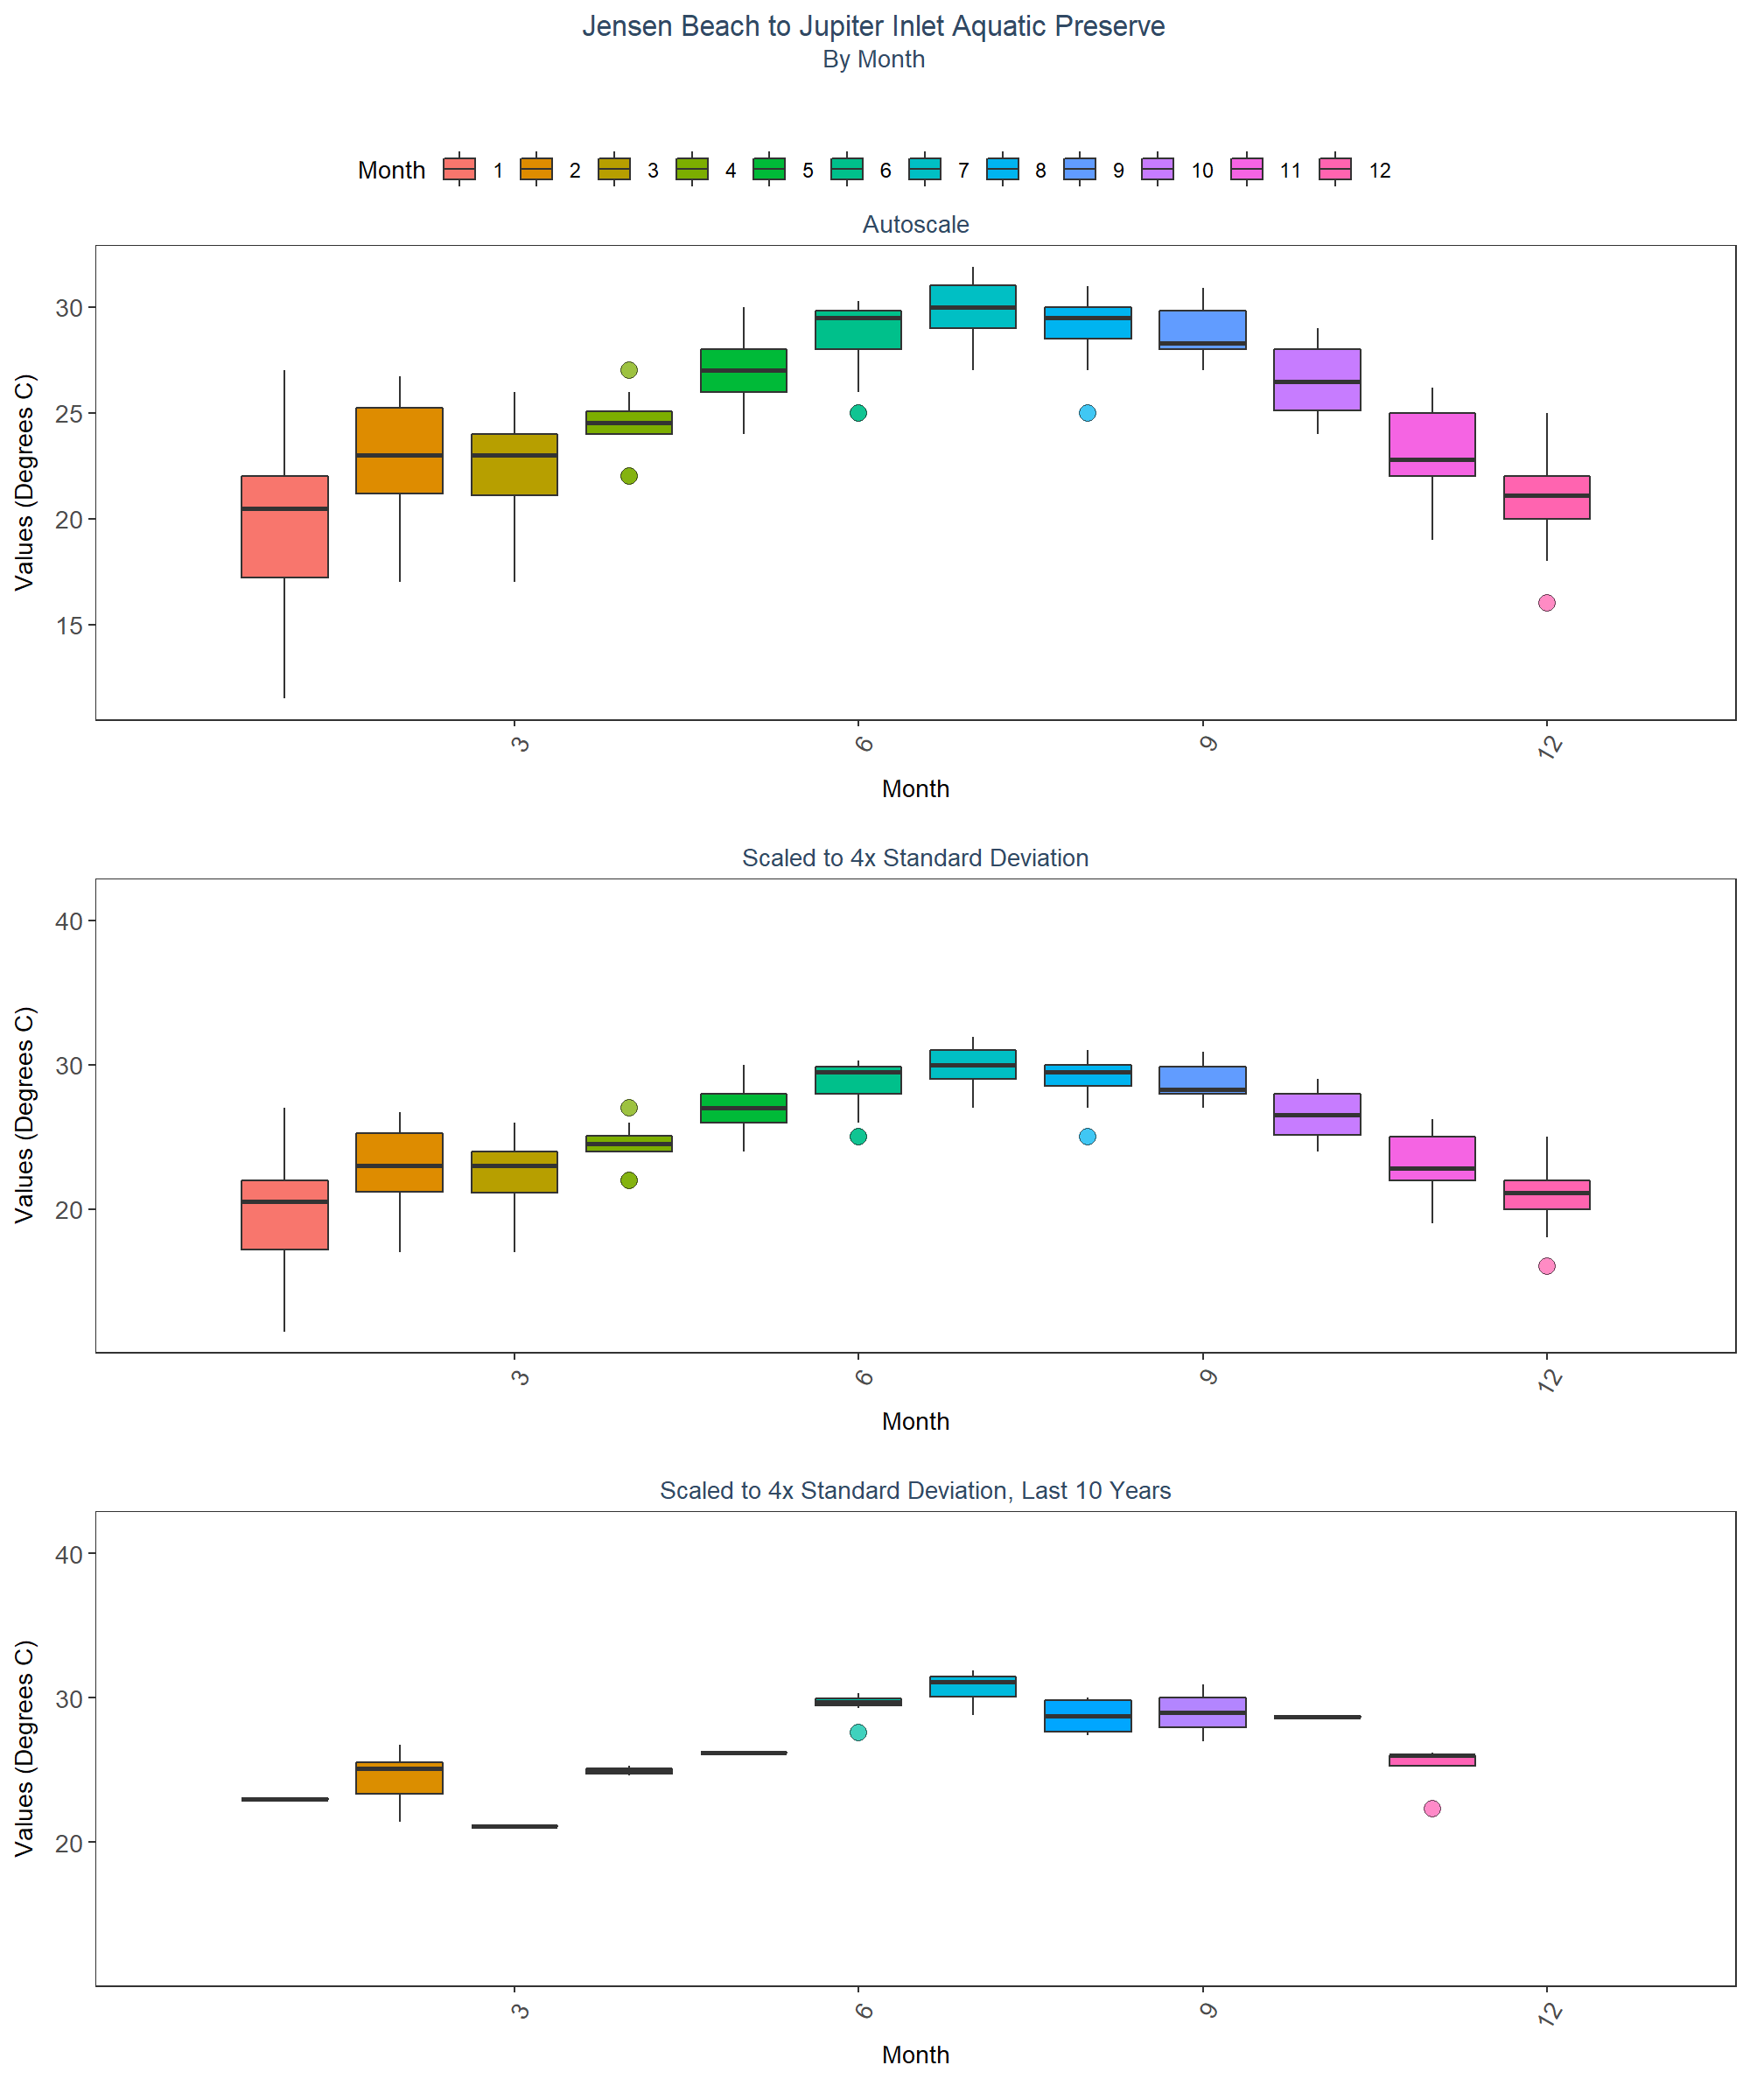 Jensen Beach to Jupiter Inlet Aquatic Preserve
By Month
Month 1 2 3 4 5 6 7 8 9 10 11 12
Autoscale
Values (Degrees C)
30
25
20
15
3 6 9 12
Month
Scaled to 4x Standard Deviation
Values (Degrees C)
40
30
20
3 6 9 12
Month
Scaled to 4x Standard Deviation, Last 10 Years
Values (Degrees C)
40
30
20
3 6 9 12
Month